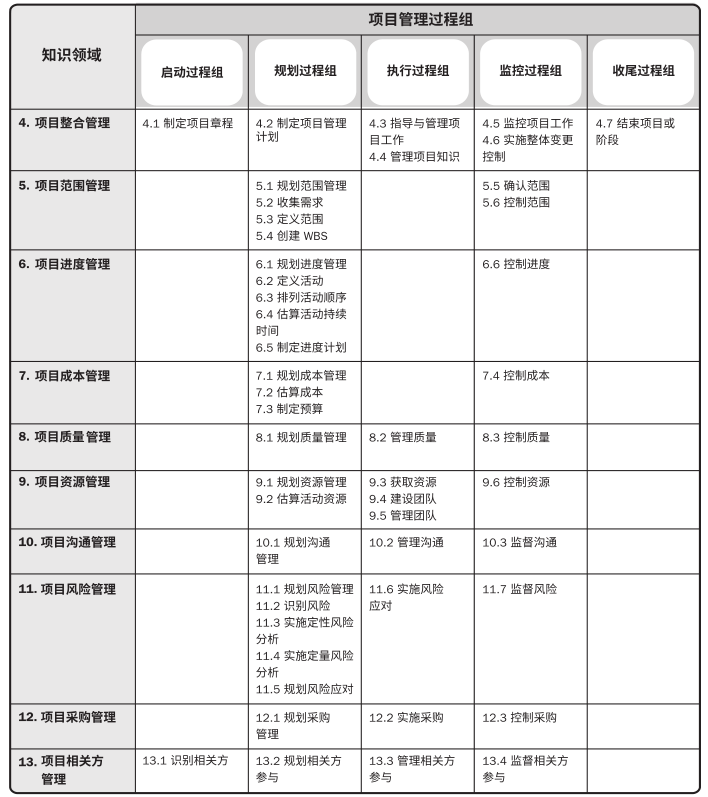 项目管理过程组
知识领域
启动过程组
规划过程组
执行过程组
监控过程组
收尾过程组
4. 项目整合管理
4.1 制定项目章程
4.2 制定项目管理
计划
4.3 指导与管理项
目工作
4.4 管理项目知识
4.5 监控项目工作
4.6 实施整体变更
控制
4.7 结束项目或
阶段
5. 项目范围管理
5.1 规划范围管理
5.2 收集需求
5.3 定义范围
5.4 创建 WBS
5.5 确认范围
5.6 控制范围
6. 项目进度管理
6.1 规划进度管理
6.2 定义活动
6.3 排列活动顺序
6.4 估算活动持续
时间
6.5 制定进度计划
6.6 控制进度
7. 项目成本管理
7.1 规划成本管理
7.2 估算成本
7.3 制定预算
7.4 控制成本
8. 项目质量管理
8.1 规划质量管理
8.2 管理质量
8.3 控制质量
9. 项目资源管理
9.1 规划资源管理
9.2 估算活动资源
9.3 获取资源
9.4 建设团队
9.5 管理团队
9.6 控制资源
10. 项目沟通管理
10.1 规划沟通
管理
10.2 管理沟通
10.3 监督沟通
11. 项目风险管理
11.1 规划风险管理
11.2 识别风险
11.3 实施定性风险
分析
11.4 实施定量风险
分析
11.5 规划风险应对
11.6 实施风险
应对
11.7 监督风险
12. 项目采购管理
12.1 规划采购
管理
12.2 实施采购
12.3 控制采购
13. 项目相关方
管理
13.1 识别相关方
13.2 规划相关方
参与
13.3 管理相关方
参与
13.4 监督相关方
参与